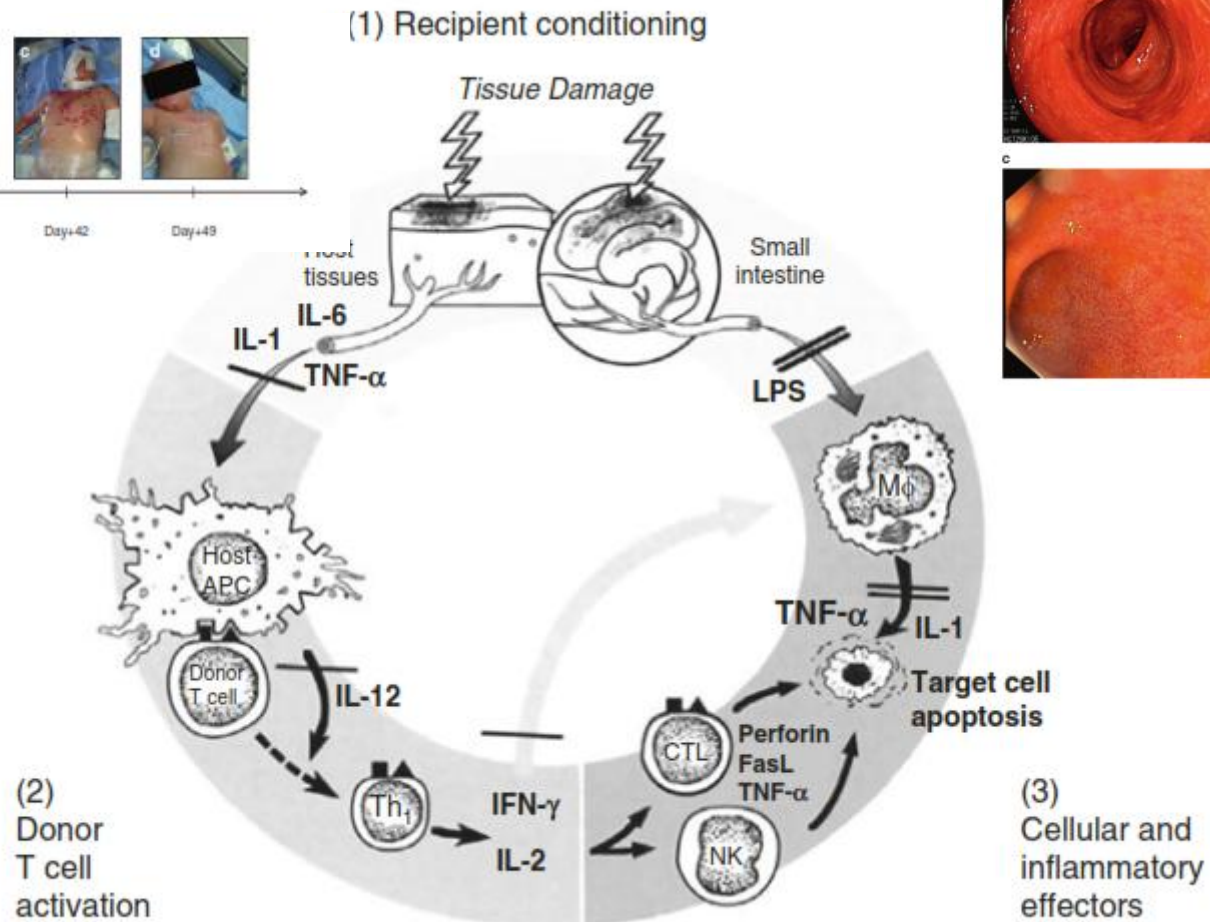 (1) Recipient conditioning
c
d
Tissue Damage
Day+42
Day+49
Host
tissues
Small
intestine
IL-6
IL-1
TNF-α
LPS
c
Mϕ
Host
APC
TNF-α
IL-1
Donor
T cell
IL-12
Target cell
apoptosis
CTL
Perforin
FasL
TNF-α
Th1
IFN-γ
IL-2
NK
(2)
Donor
T cell
activation
(3)
Cellular and
inflammatory
effectors